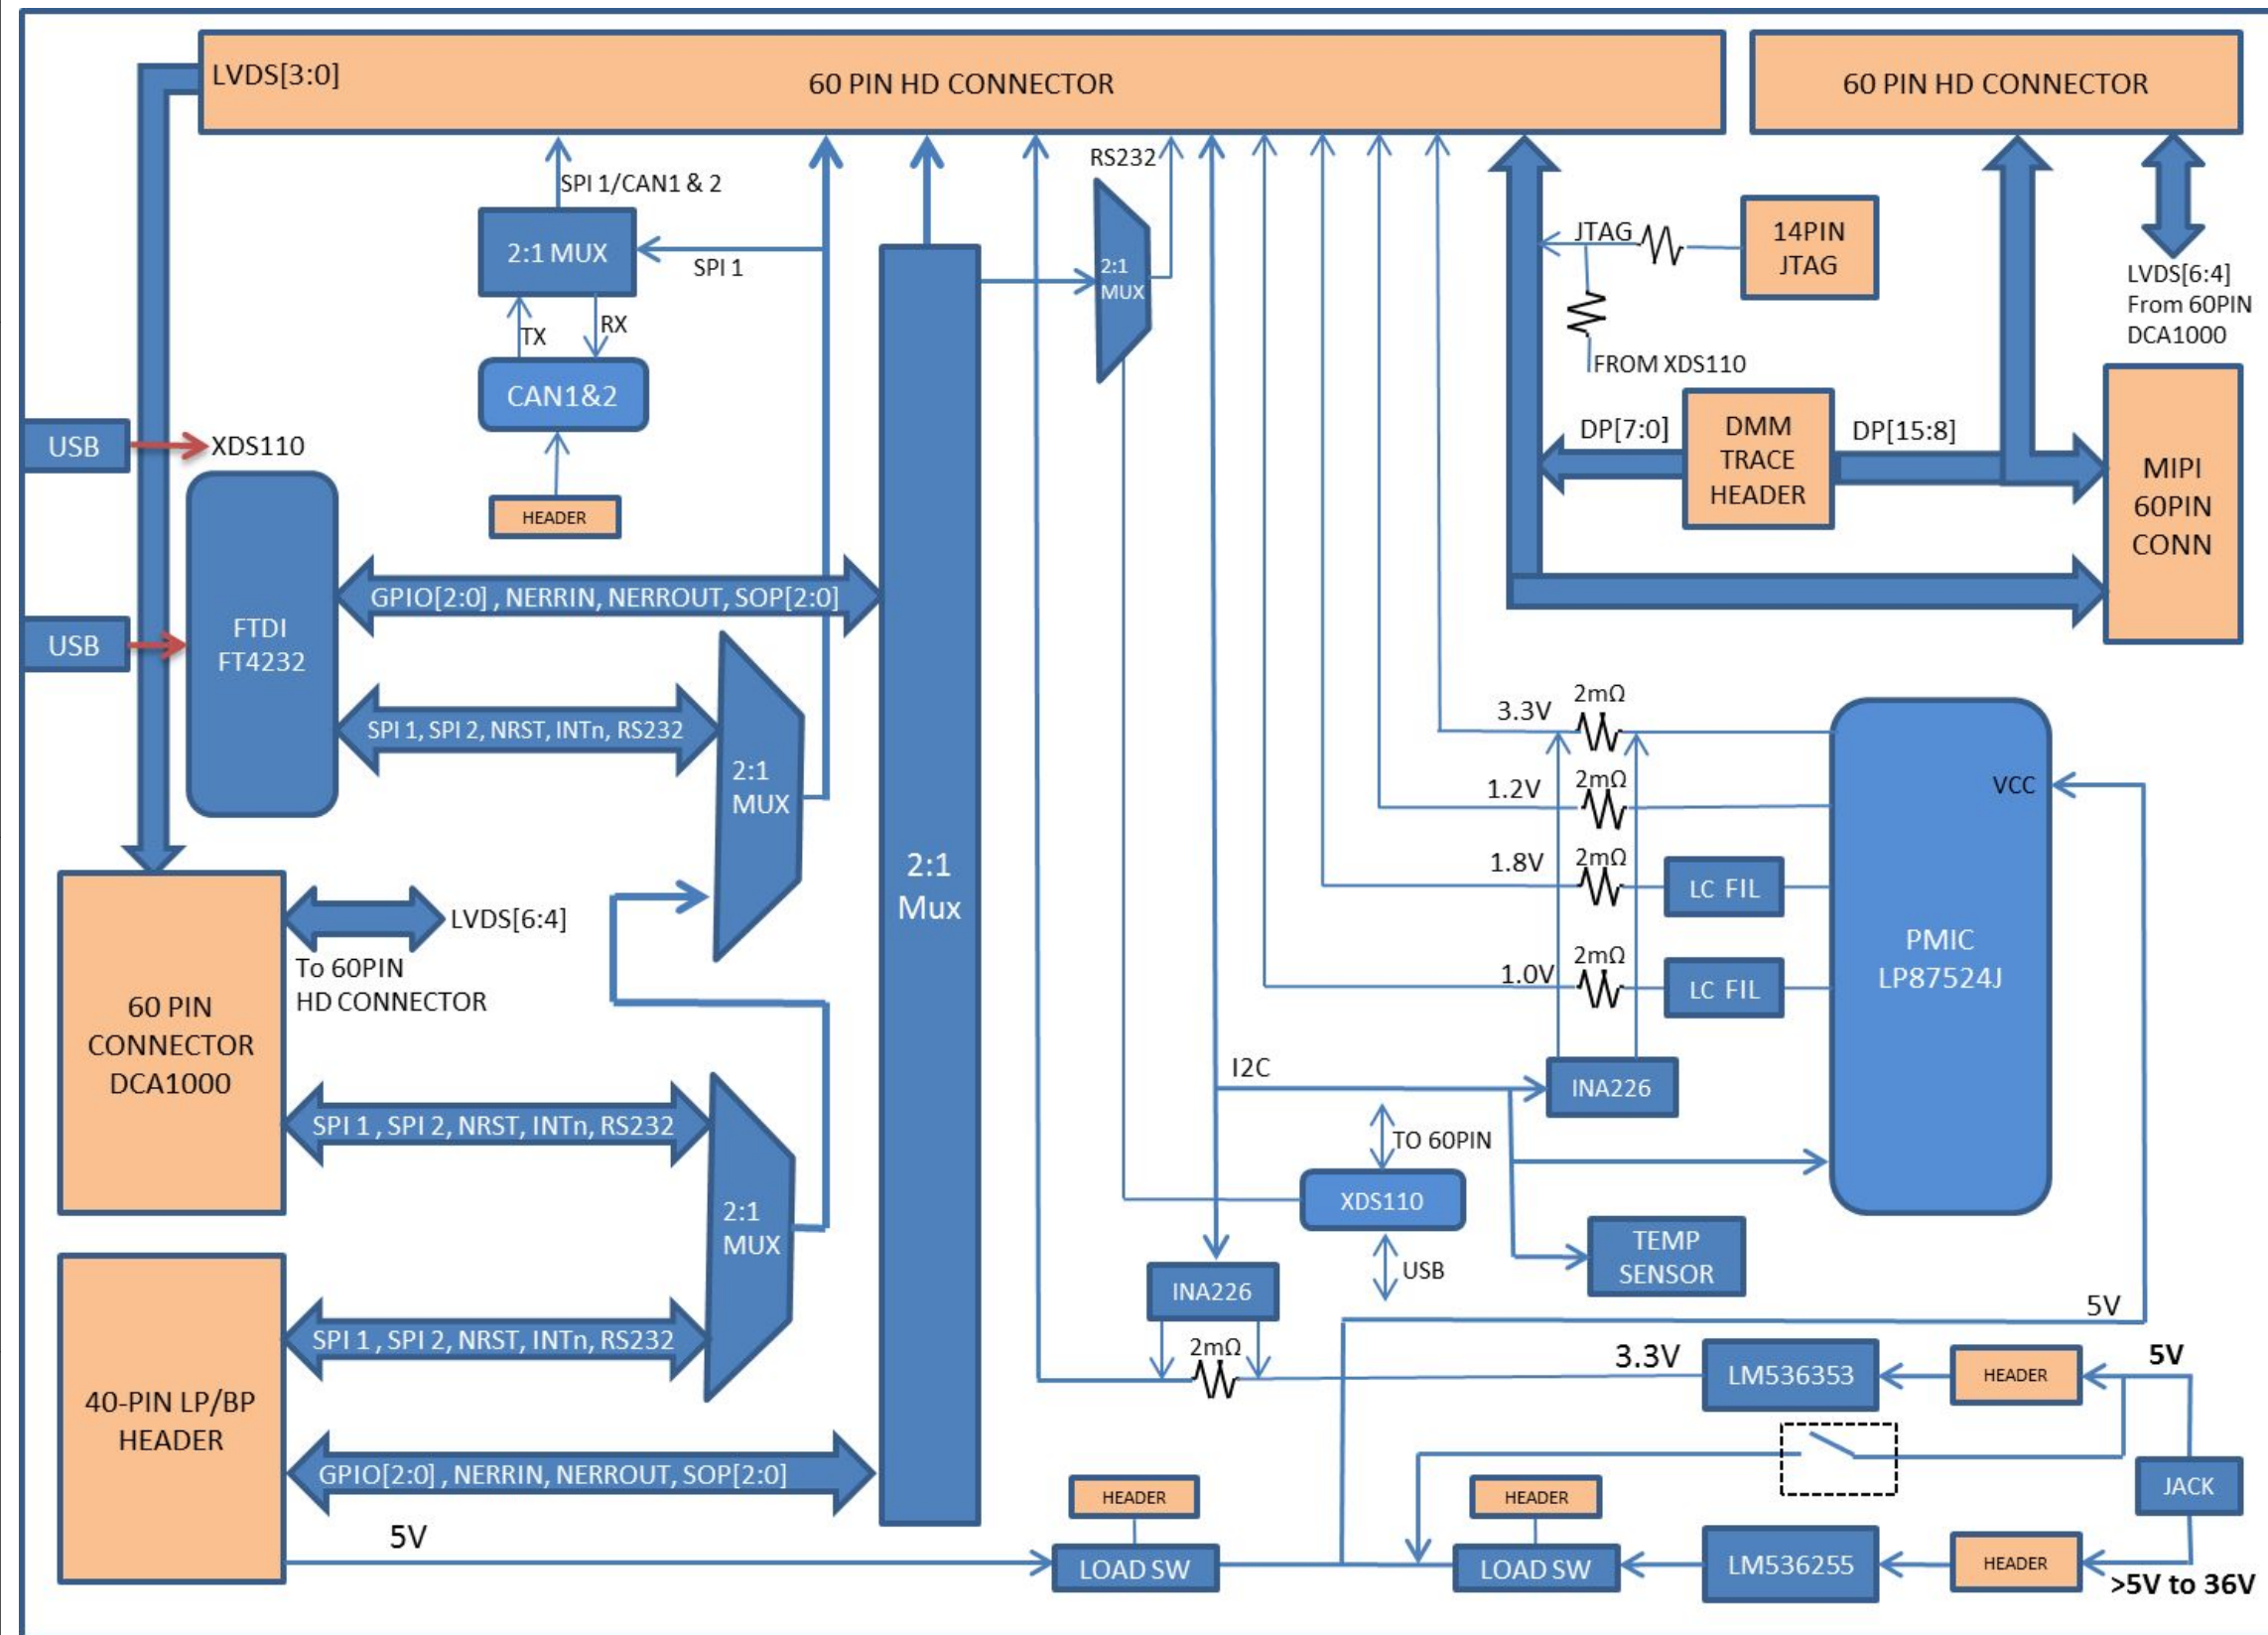 LVDS[3:0]
60 PIN HD CONNECTOR
60 PIN HD CONNECTOR
SPI 1/CAN1 & 2
2:1 MUX
SPI 1
TX
RX
CAN1&2
HEADER
RS232
2:1
MUX
JTAG
14PIN
JTAG
FROM XDS110
LVDS[6:4]
From 60PIN
DCA1000
DP[7:0]
DMM
TRACE
HEADER
DP[15:8]
MIPI
60PIN
CONN
USB
XDS110
USB
FTDI
FT4232
GPIO[2:0] , NERRIN, NERROUT, SOP[2:0]
SPI 1, SPI 2, NRST, INTn, RS232
2:1
MUX
2:1
Mux
3.3V
2mΩ
1.2V
2mΩ
1.8V
2mΩ
LC FIL
1.0V
2mΩ
LC FIL
VCC
PMIC
LP87524J
60 PIN
CONNECTOR
DCA1000
LVDS[6:4]
To 60PIN
HD CONNECTOR
SPI 1 , SPI 2, NRST, INTn, RS232
2:1
MUX
I2C
INA226
TO 60PIN
XDS110
USB
TEMP
SENSOR
INA226
2mΩ
5V
3.3V
LM536353
HEADER
5V
40-PIN LP/BP
HEADER
SPI 1 , SPI 2, NRST, INTn, RS232
GPIO[2:0] , NERRIN, NERROUT, SOP[2:0]
5V
HEADER
LOAD SW
HEADER
LOAD SW
LM536255
HEADER
JACK
>5V to 36V